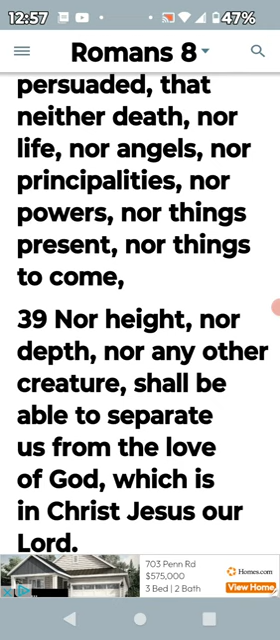 12:57
47%
Romans 8
persuaded, that
neither death, nor
life, nor angels, nor
principalities, nor
powers, nor things
present, nor things
to come,
39 Nor height, nor
depth, nor any other
creature, shall be
able to separate
us from the love
of God, which is
in Christ Jesus our
Lord.
703 Penn Rd
$575,000
3 Bed | 2 Bath
Homes.com
View Home